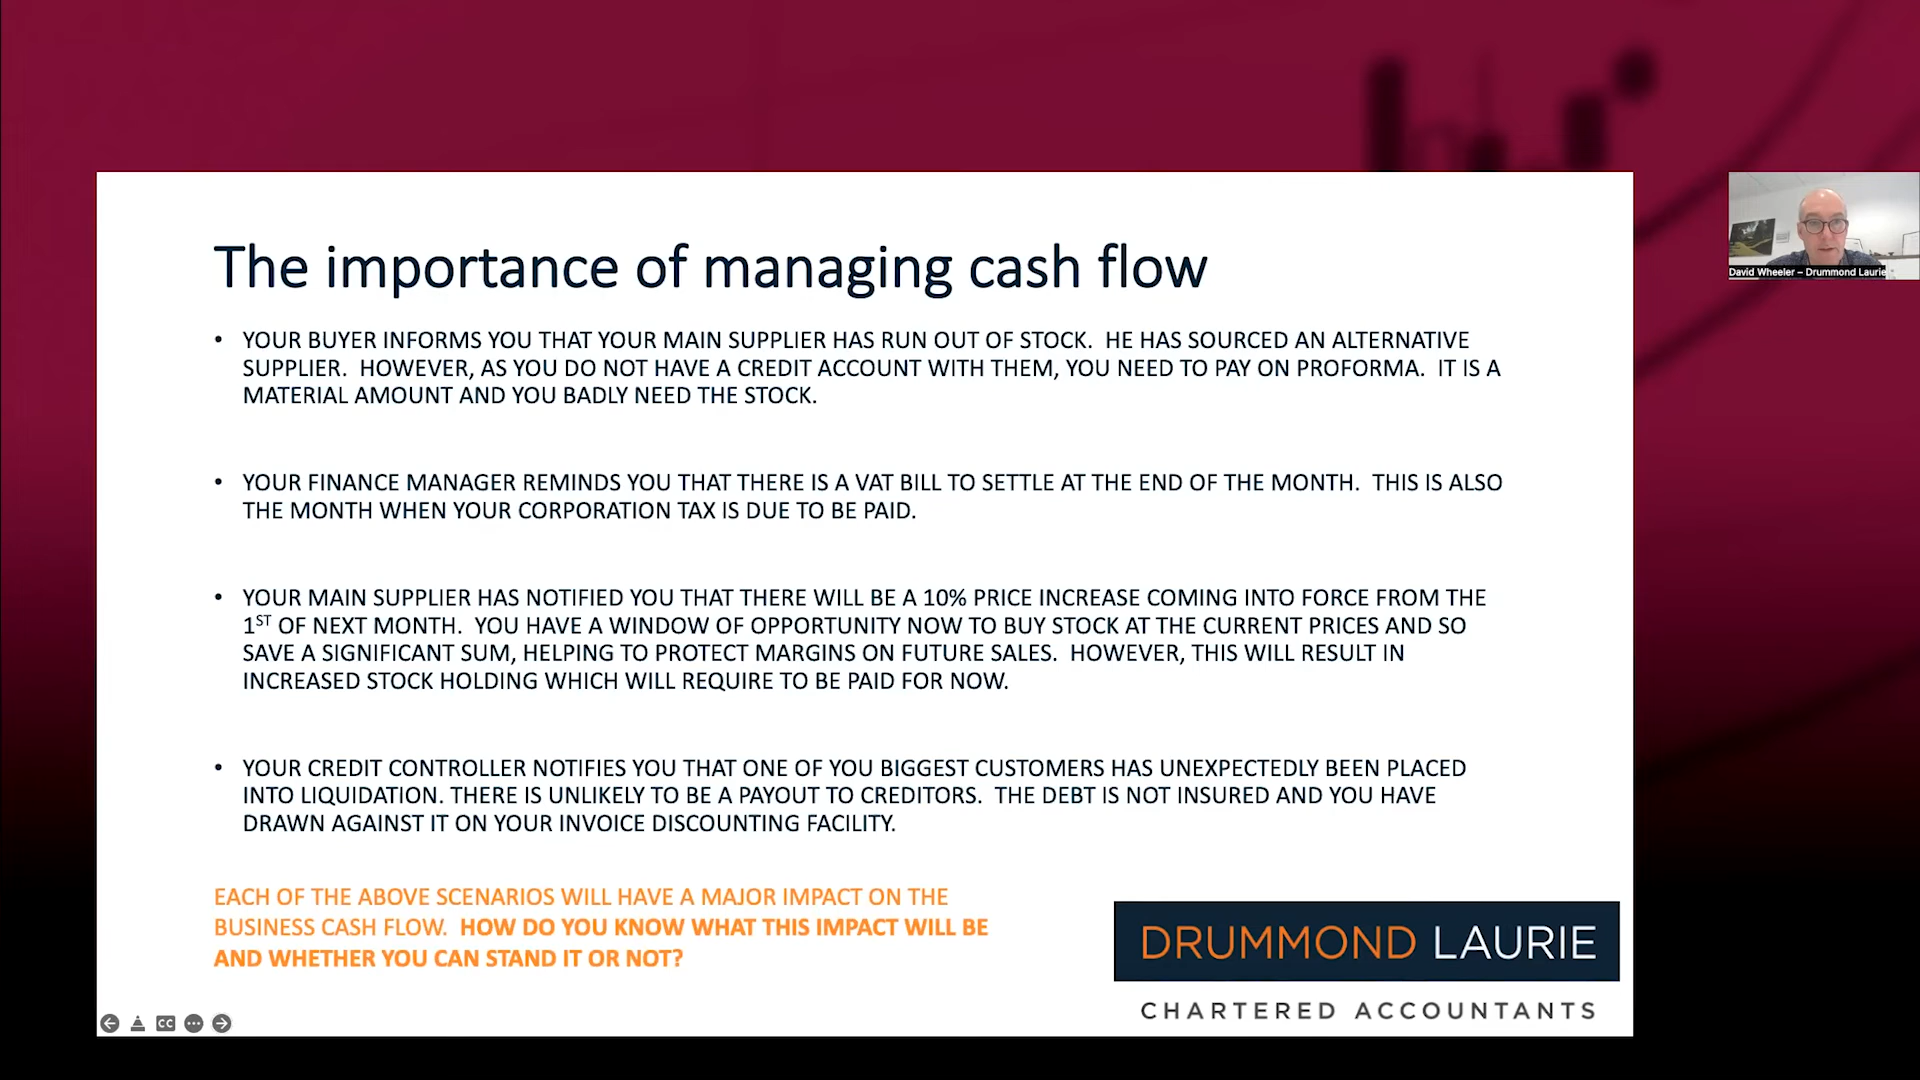 The importance of managing cash flow
• YOUR BUYER INFORMS YOU THAT YOUR MAIN SUPPLIER HAS RUN OUT OF STOCK. HE HAS SOURCED AN ALTERNATIVE
SUPPLIER. HOWEVER, AS YOU DO NOT HAVE A CREDIT ACCOUNT WITH THEM, YOU NEED TO PAY ON PROFORMA. IT IS A
MATERIAL AMOUNT AND YOU BADLY NEED THE STOCK.
• YOUR FINANCE MANAGER REMINDS YOU THAT THERE IS A VAT BILL TO SETTLE AT THE END OF THE MONTH. THIS IS ALSO
THE MONTH WHEN YOUR CORPORATION TAX IS DUE TO BE PAID.
• YOUR MAIN SUPPLIER HAS NOTIFIED YOU THAT THERE WILL BE A 10% PRICE INCREASE COMING INTO FORCE FROM THE
1ST OF NEXT MONTH. YOU HAVE A WINDOW OF OPPORTUNITY NOW TO BUY STOCK AT THE CURRENT PRICES AND SO
SAVE A SIGNIFICANT SUM, HELPING TO PROTECT MARGINS ON FUTURE SALES. HOWEVER, THIS WILL RESULT IN
INCREASED STOCK HOLDING WHICH WILL REQUIRE TO BE PAID FOR NOW.
• YOUR CREDIT CONTROLLER NOTIFIES YOU THAT ONE OF YOU BIGGEST CUSTOMERS HAS UNEXPECTEDLY BEEN PLACED
INTO LIQUIDATION. THERE IS UNLIKELY TO BE A PAYOUT TO CREDITORS. THE DEBT IS NOT INSURED AND YOU HAVE
DRAWN AGAINST IT ON YOUR INVOICE DISCOUNTING FACILITY.
EACH OF THE ABOVE SCENARIOS WILL HAVE A MAJOR IMPACT ON THE
BUSINESS CASH FLOW. HOW DO YOU KNOW WHAT THIS IMPACT WILL BE
AND WHETHER YOU CAN STAND IT OR NOT?
DRUMMOND LAURIE
CHARTERED ACCOUNTANTS
CC
David Wheeler – Drummond Laurie